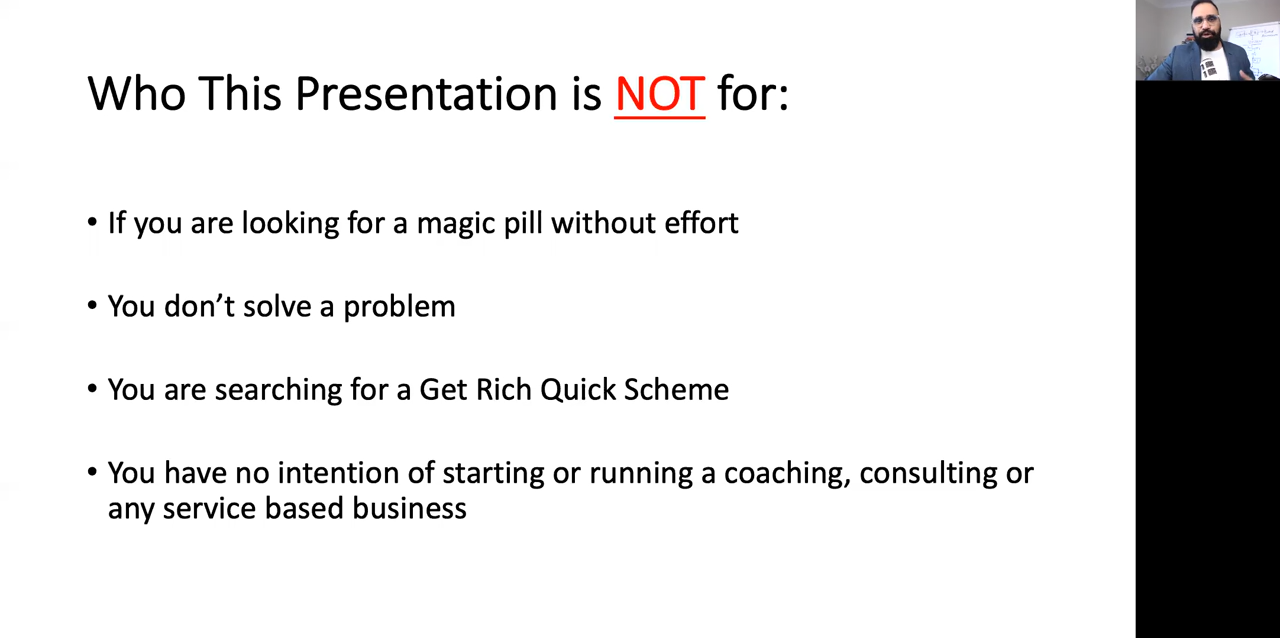 Who This Presentation is NOT for:
• If you are looking for a magic pill without effort
• You don’t solve a problem
• You are searching for a Get Rich Quick Scheme
• You have no intention of starting or running a coaching, consulting or
any service based business